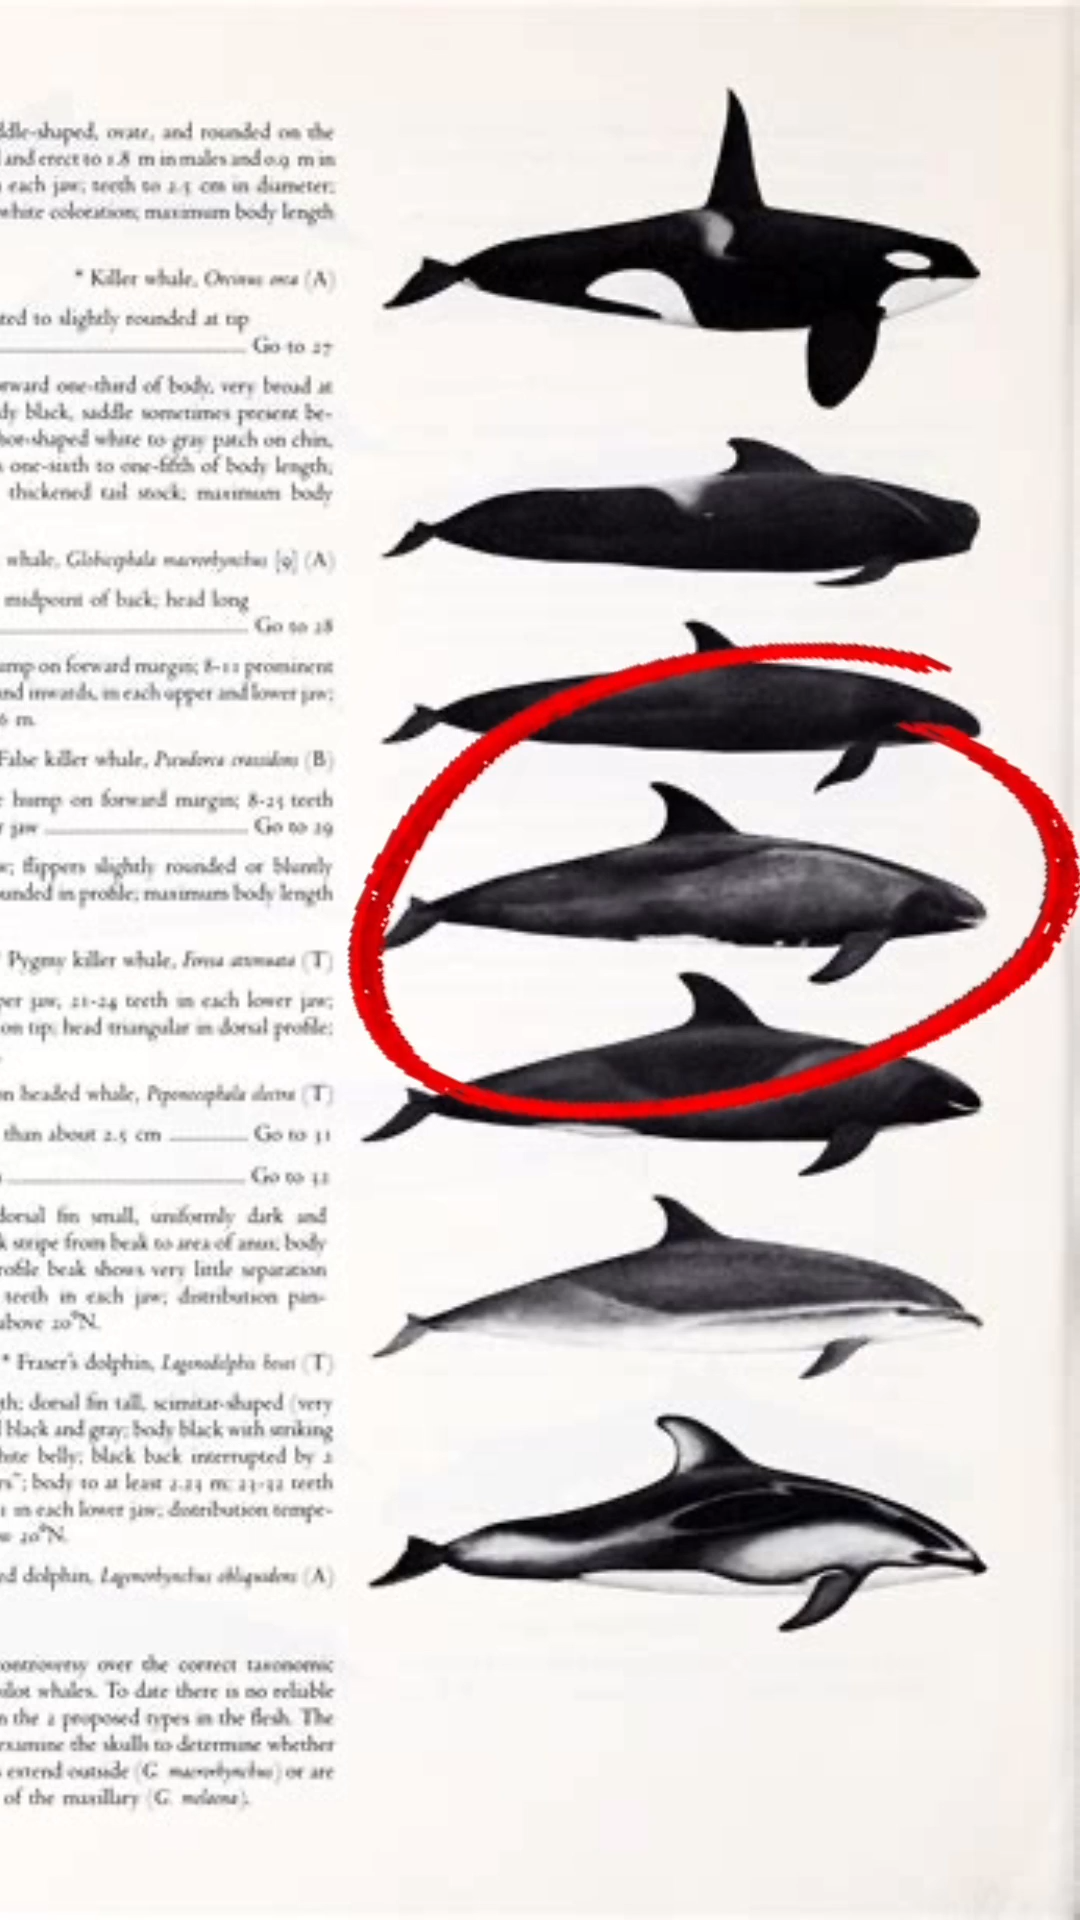 ddle-shaped, ovate, and rounded on the
and erect to 1.8 m in males and 0.9 m in
each jaw; teeth to 2.5 cm in diameter;
white coloration; maximum body length
* Killer whale, Orcinus orca (A)
ted to slightly rounded at tip
Go to 27
orward one-third of body, very broad at
dy black, saddle sometimes present be-
hor-shaped white to gray patch on chin,
one-sixth to one-fifth of body length;
thickened tail stock; maximum body
whale, Globicephala macrorhynchus [9] (A)
midpoint of back; head long
Go to 28
ump on forward margin; 8-11 prominent
und inwards, in each upper and lower jaw;
6 m.
False killer whale, Pseudorca crassidens (B)
hump on forward margin; 8-25 teeth
jaw Go to 29
w; flippers slightly rounded or bluntly
unded in profile; maximum body length
Pygmy killer whale, Feresa attenuata (T)
per jaw, 21-24 teeth in each lower jaw;
on tip; head triangular in dorsal profile;
on headed whale, Peponocephala electra (T)
than about 2.5 cm Go to 31
Go to 32
dorsal fin small, uniformly dark and
k stripe from beak to area of anus; body
rofile beak shows very little separation
teeth in each jaw; distribution pan-
above 20°N.
* Fraser's dolphin, Lagenodelphis hosei (T)
th; dorsal fin tall, scimitar-shaped (very
black and gray; body black with striking
hite belly; black back interrupted by 2
rs"; body to at least 2.23 m; 23-32 teeth
in each lower jaw; distribution tempe-
w 20°N.
ed dolphin, Lagenorhynchus obliquidens (A)
controversy over the correct taxonomic
pilot whales. To date there is no reliable
n the 2 proposed types in the flesh. The
examine the skulls to determine whether
extend outside (G. macrorhynchus) or are
of the maxillary (G. melaena).